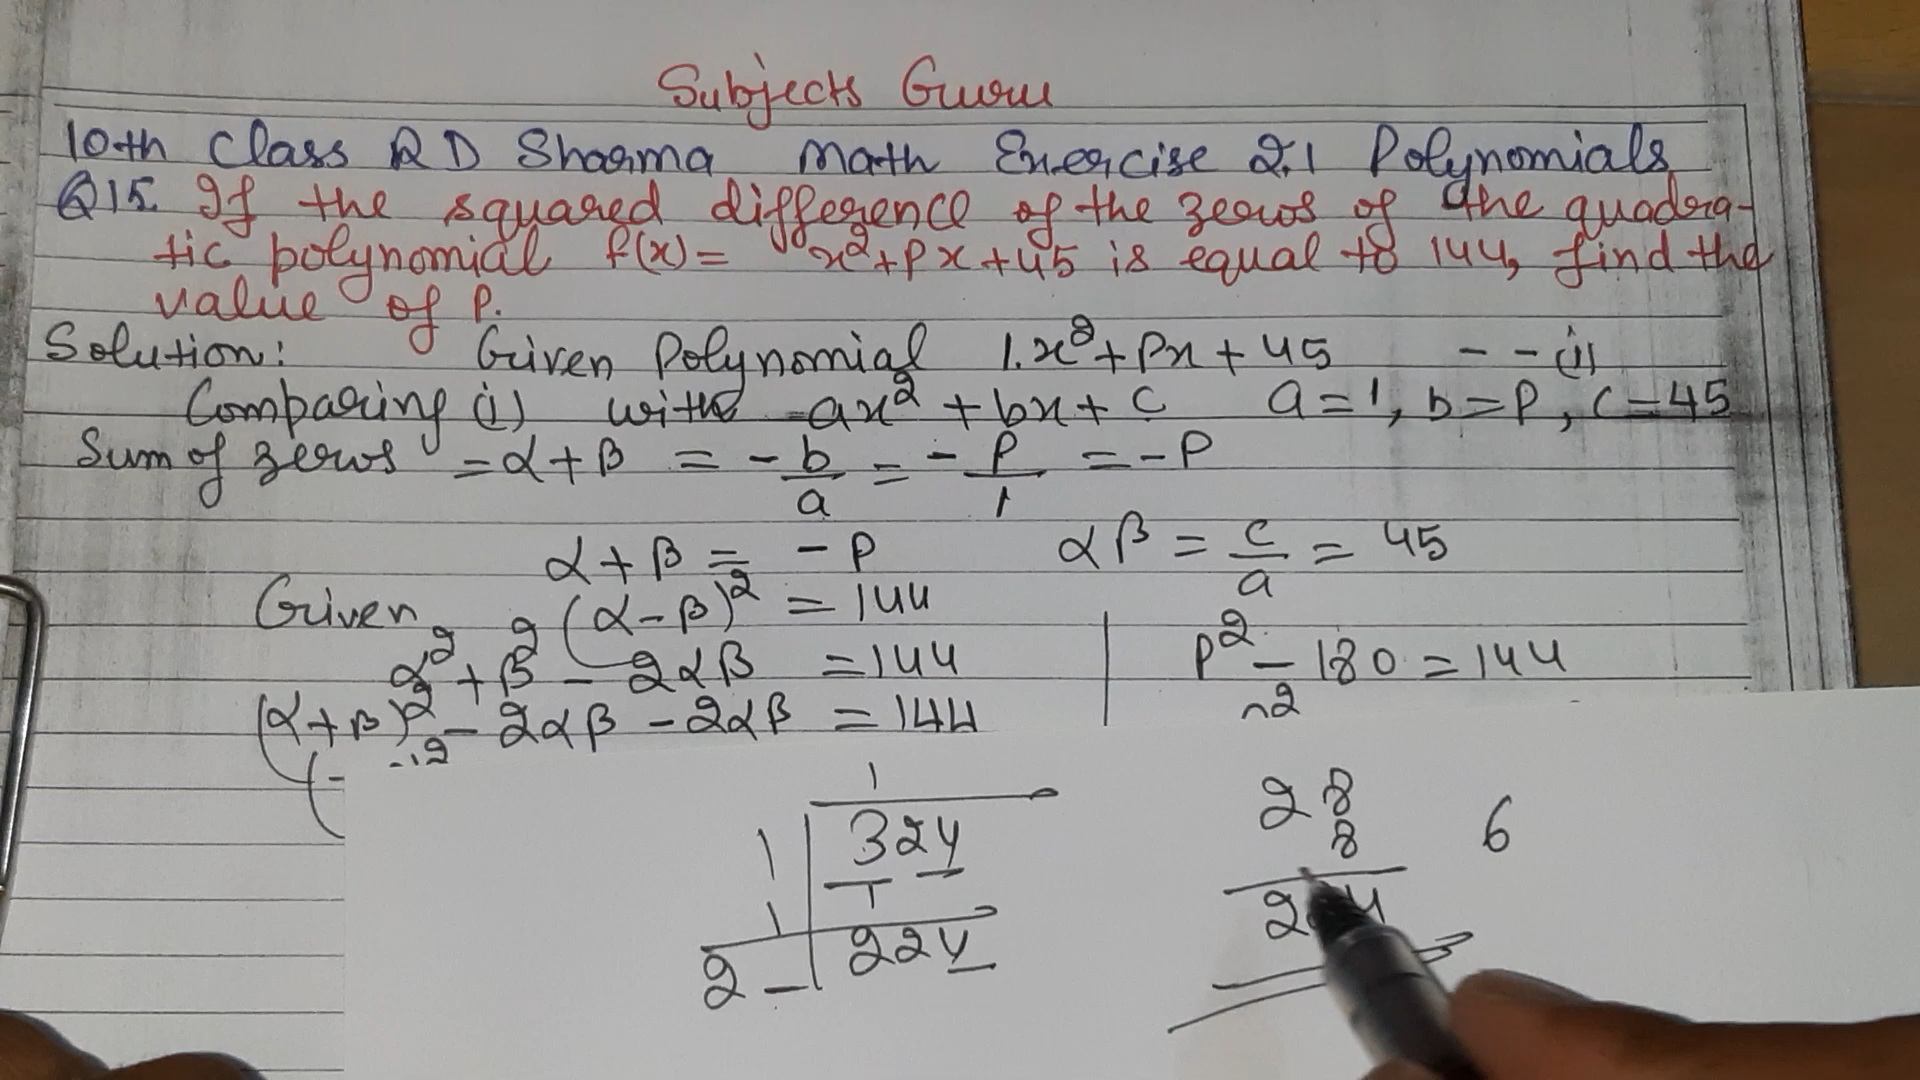 Subjects Guru
10th Class RD Sharma Math Exercise 2.1 Polynomials
Q15. If the squared difference of the zeros of the quadra-
tic polynomial f(x) = x²+px+45 is equal to 144, find the
value of p.
Solution: Given Polynomial 1.x²+px+45 --(i)
Comparing (i) with ax²+bx+c a=1, b=P, c=45
Sum of zeros = α+β = -b/a = -P/1 = -P
α+β = -P αβ = c/a = 45
Given (α-β)² = 144
α²+β²-2αβ = 144
(α+β)²-2αβ-2αβ = 144
P²-180 = 144
1
1 324 28 6
1 1 8
2_ 224